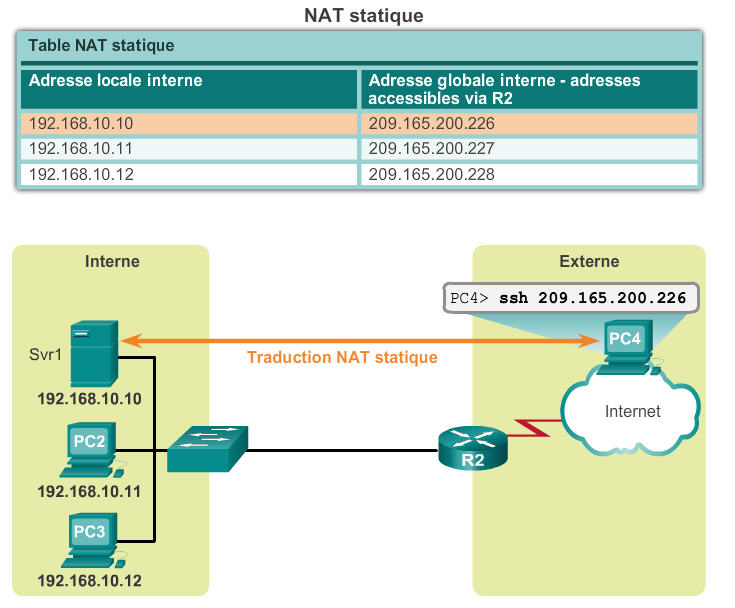 NAT statique
Table NAT statique
Adresse locale interne
Adresse globale interne - adresses
accessibles via R2
192.168.10.10
209.165.200.226
192.168.10.11
209.165.200.227
192.168.10.12
209.165.200.228
Interne
Externe
PC4> ssh 209.165.200.226
Svr1
PC4
Traduction NAT statique
192.168.10.10
Internet
PC2
R2
192.168.10.11
PC3
192.168.10.12